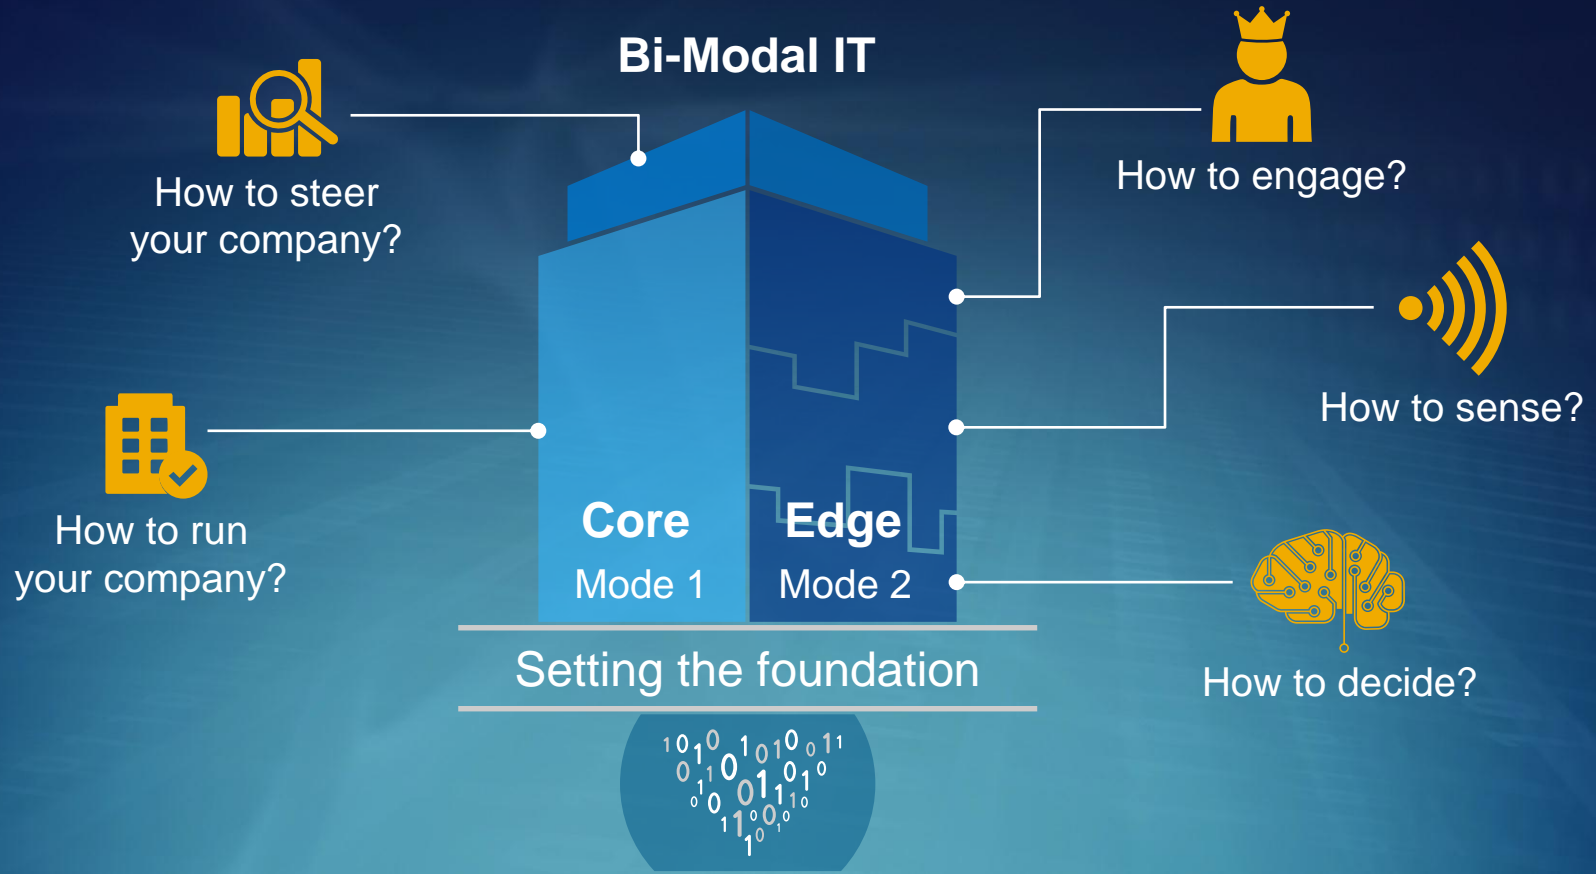 Bi-Modal IT
How to steer
your company?
How to engage?
How to sense?
How to run
your company?
Core
Mode 1
Edge
Mode 2
How to decide?
Setting the foundation